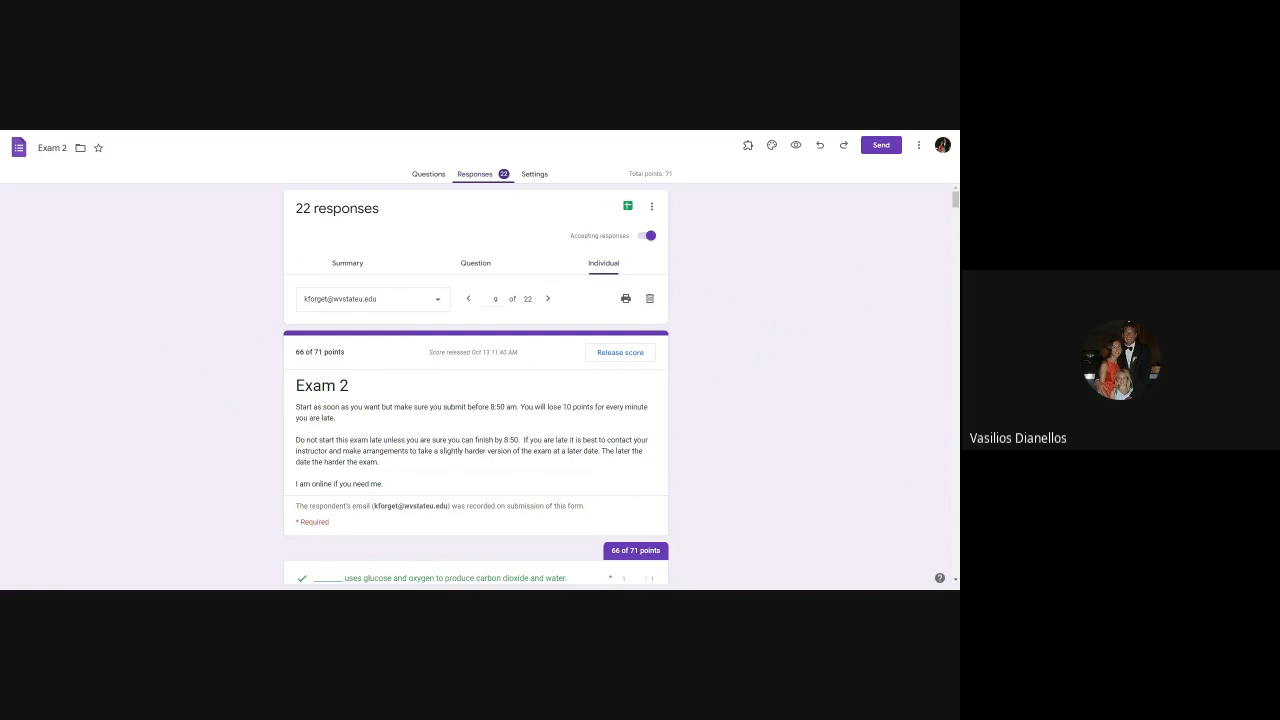 Exam 2
Send
Questions Responses 22 Settings Total points: 71
22 responses
Accepting responses
Summary Question Individual
kforget@wvstateu.edu 9 of 22
66 of 71 points Score released Oct 13 11:40 AM Release score
Exam 2
Start as soon as you want but make sure you submit before 8:50 am. You will lose 10 points for every minute
you are late.
Do not start this exam late unless you are sure you can finish by 8:50. If you are late it is best to contact your
instructor and make arrangements to take a slightly harder version of the exam at a later date. The later the
date the harder the exam.
I am online if you need me.
The respondent's email (kforget@wvstateu.edu) was recorded on submission of this form.
* Required
66 of 71 points
______ uses glucose and oxygen to produce carbon dioxide and water. * 1 / 1
Vasilios Dianellos